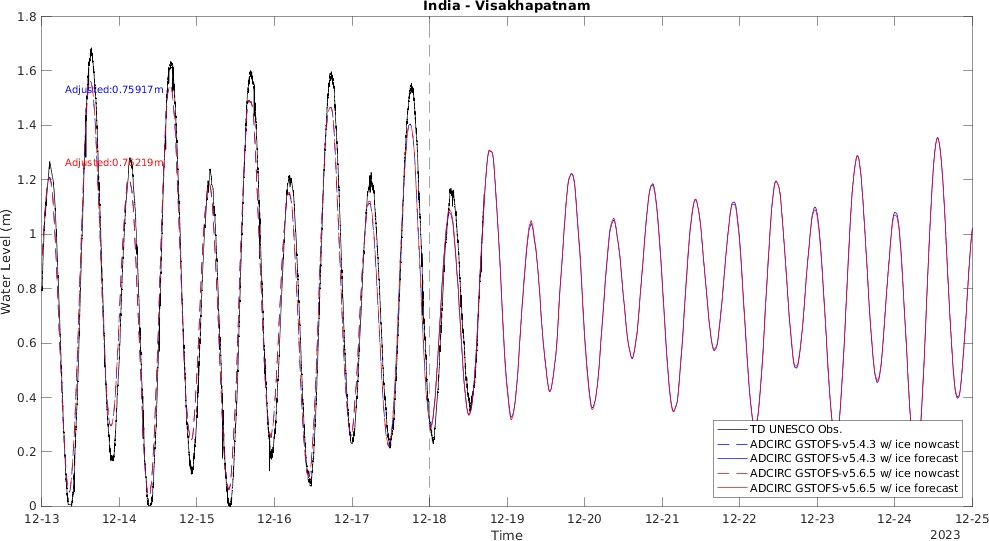 India - Visakhapatnam
1.8
1.6
1.4
1.2
1
0.8
0.6
0.4
0.2
0
Water Level (m)
Adjusted:0.75917m
Adjusted:0.76219m
TD UNESCO Obs.
ADCIRC GSTOFS-v5.4.3 w/ ice nowcast
ADCIRC GSTOFS-v5.4.3 w/ ice forecast
ADCIRC GSTOFS-v5.6.5 w/ ice nowcast
ADCIRC GSTOFS-v5.6.5 w/ ice forecast
12-13 12-14 12-15 12-16 12-17 12-18 12-19 12-20 12-21 12-22 12-23 12-24 12-25
Time
2023